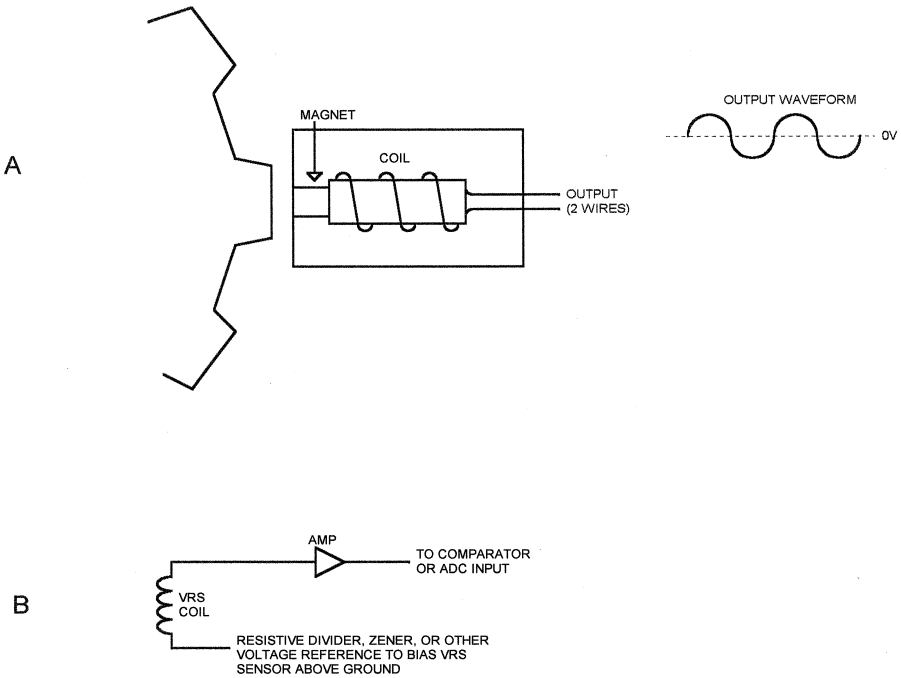 A
MAGNET
COIL
OUTPUT
(2 WIRES)
OUTPUT WAVEFORM
0V
B
VRS
COIL
AMP
TO COMPARATOR
OR ADC INPUT
RESISTIVE DIVIDER, ZENER, OR OTHER
VOLTAGE REFERENCE TO BIAS VRS
SENSOR ABOVE GROUND